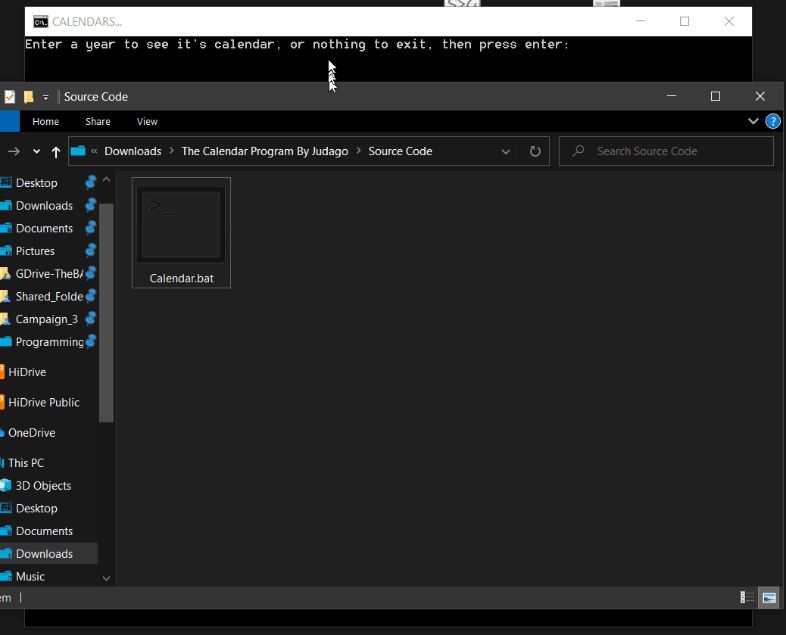 CALENDARS...
Enter a year to see it's calendar, or nothing to exit, then press enter:
Source Code
Home Share View
« Downloads > The Calendar Program By Judago > Source Code
Search Source Code
Desktop
Downloads
Documents
Pictures
GDrive-TheBA
Shared_Folde
Campaign_3
Programming
HiDrive
HiDrive Public
OneDrive
This PC
3D Objects
Desktop
Documents
Downloads
Music
Calendar.bat
em